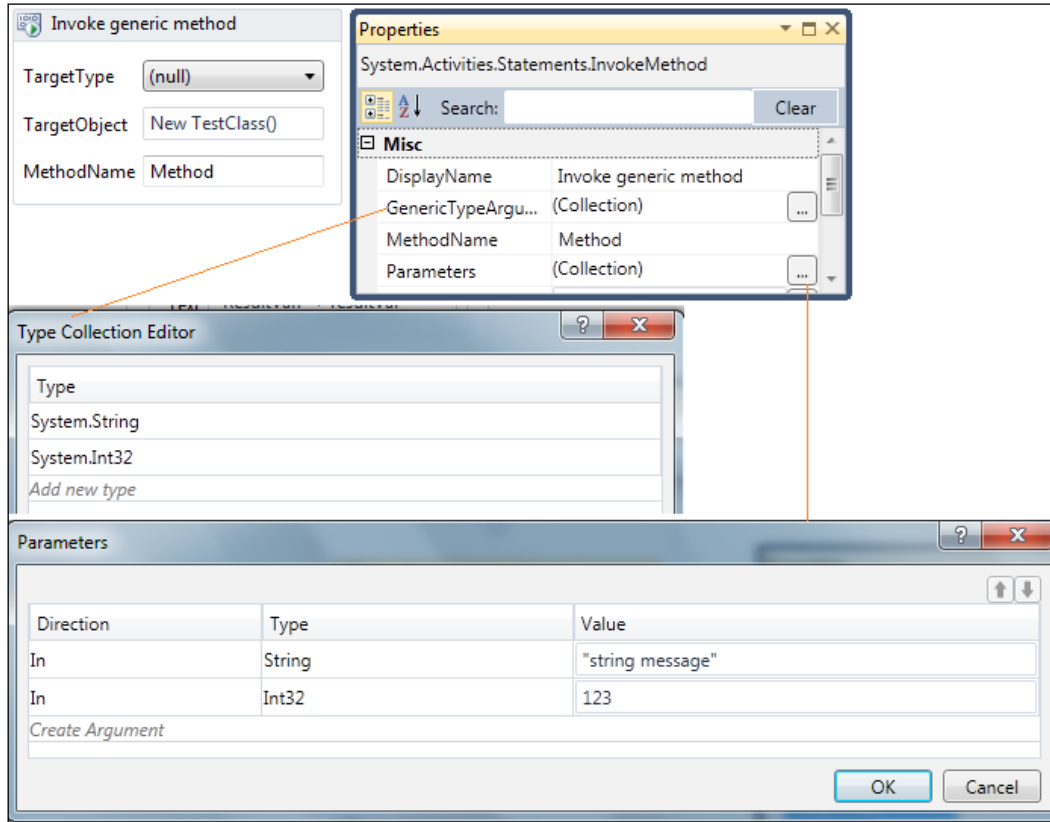 Invoke generic method
TargetType (null)
TargetObject New TestClass()
MethodName Method
Properties
System.Activities.Statements.InvokeMethod
Search: Clear
Misc
DisplayName Invoke generic method
GenericTypeArgu... (Collection) ...
MethodName Method
Parameters (Collection) ...
Type Collection Editor
Type
System.String
System.Int32
Add new type
Parameters
Direction Type Value
In String "string message"
In Int32 123
Create Argument
OK Cancel